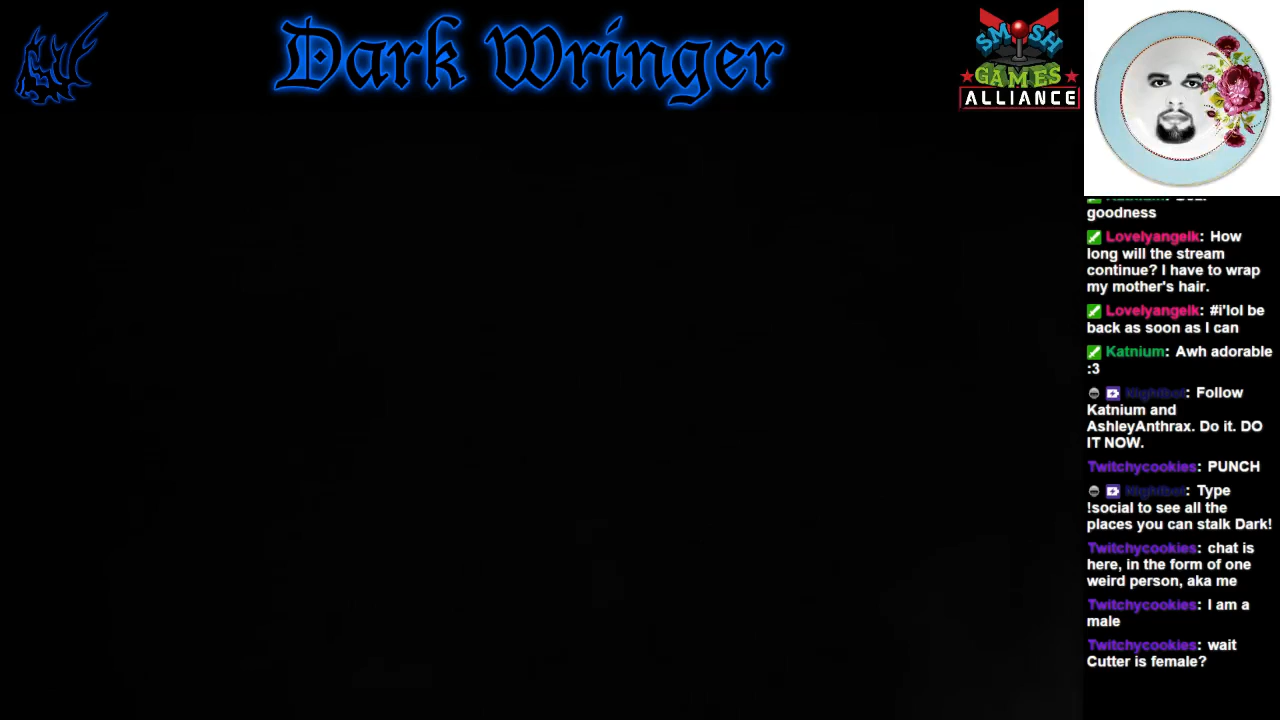 Dark Wringer
SMOSH
GAMES
ALLIANCE
goodness
Lovelyangelk: How
long will the stream
continue? I have to wrap
my mother's hair.
Lovelyangelk: #i'lol be
back as soon as I can
Katnium: Awh adorable
:3
Nightbot: Follow
Katnium and
AshleyAnthrax. Do it. DO
IT NOW.
Twitchycookies: PUNCH
Nightbot: Type
!social to see all the
places you can stalk Dark!
Twitchycookies: chat is
here, in the form of one
weird person, aka me
Twitchycookies: I am a
male
Twitchycookies: wait
Cutter is female?